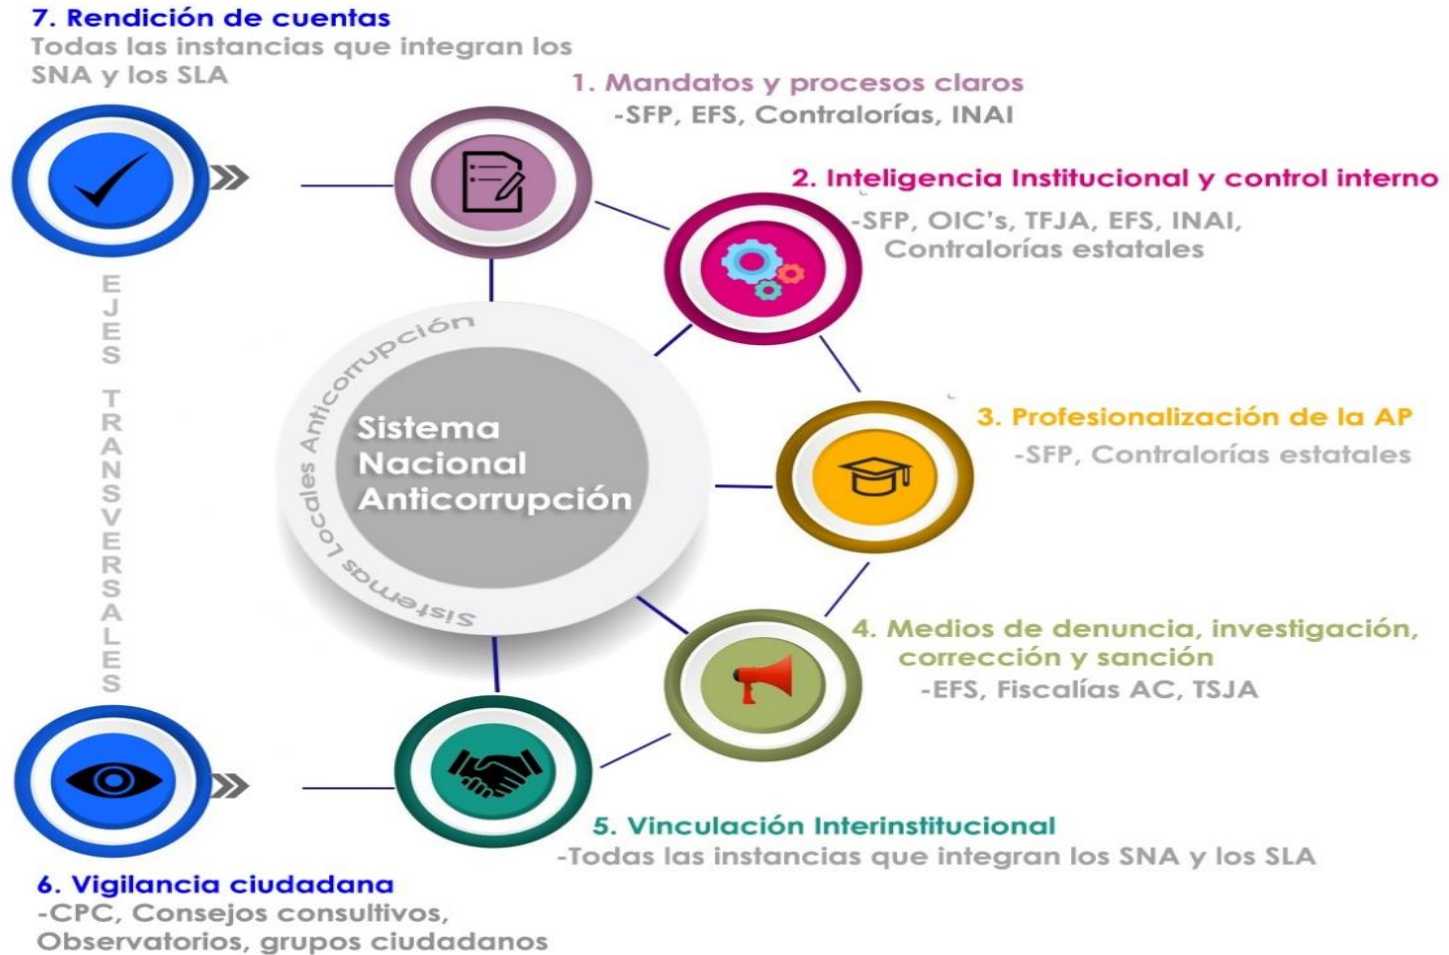 7. Rendición de cuentas
Todas las instancias que integran los
SNA y los SLA
1. Mandatos y procesos claros
-SFP, EFS, Contralorías, INAI
2. Inteligencia Institucional y control interno
-SFP, OIC's, TFJA, EFS, INAI,
Contralorías estatales
EJES TRANSVERSALES
Sistemas Locales Anticorrupción
Sistema
Nacional
Anticorrupción
3. Profesionalización de la AP
-SFP, Contralorías estatales
4. Medios de denuncia, investigación,
corrección y sanción
-EFS, Fiscalías AC, TSJA
5. Vinculación Interinstitucional
-Todas las instancias que integran los SNA y los SLA
6. Vigilancia ciudadana
-CPC, Consejos consultivos,
Observatorios, grupos ciudadanos